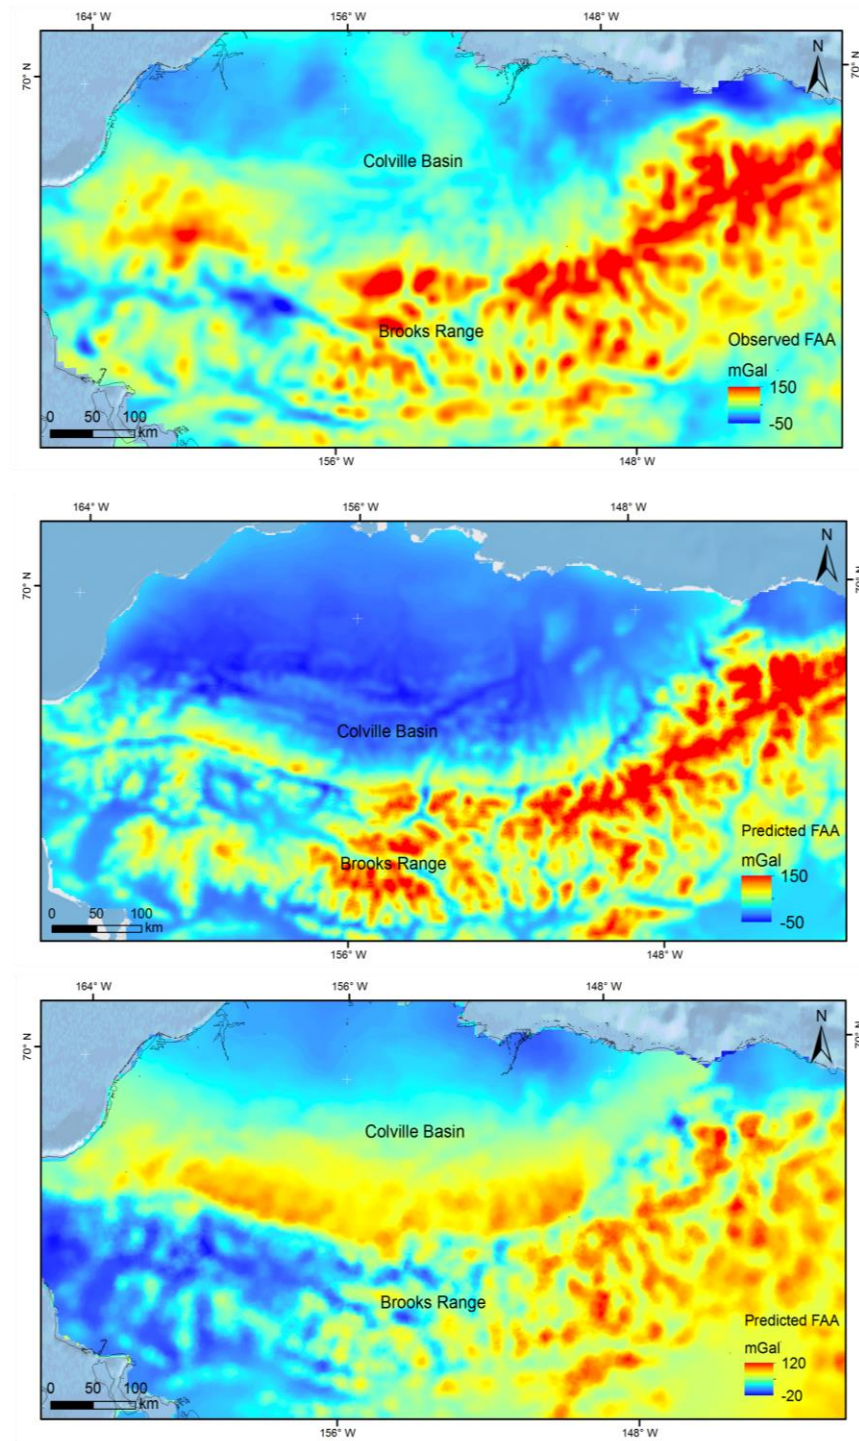 164° W
156° W
148° W
70° N
70° N
N
Colville Basin
Brooks Range
Observed FAA
mGal
150
-50
0 50 100
km
156° W
148° W
164° W
156° W
148° W
70° N
70° N
N
Colville Basin
Brooks Range
Predicted FAA
mGal
150
-50
0 50 100
km
156° W
148° W
164° W
156° W
148° W
70° N
70° N
N
Colville Basin
Brooks Range
Predicted FAA
mGal
120
-20
0 50 100
km
156° W
148° W